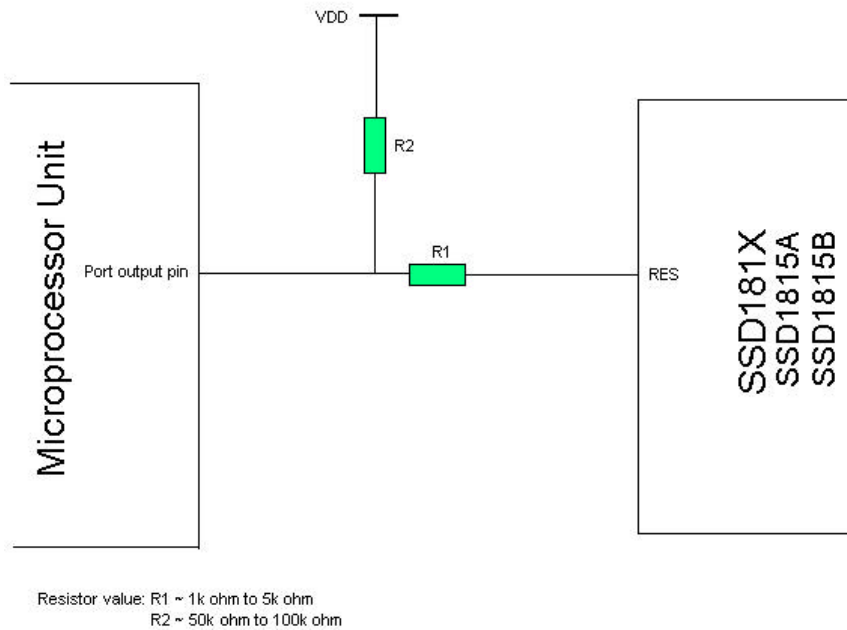 VDD
R2
R1
Microprocessor Unit
Port output pin
RES
SSD181X
SSD1815A
SSD1815B
Resistor value: R1 ~ 1k ohm to 5k ohm
R2 ~ 50k ohm to 100k ohm